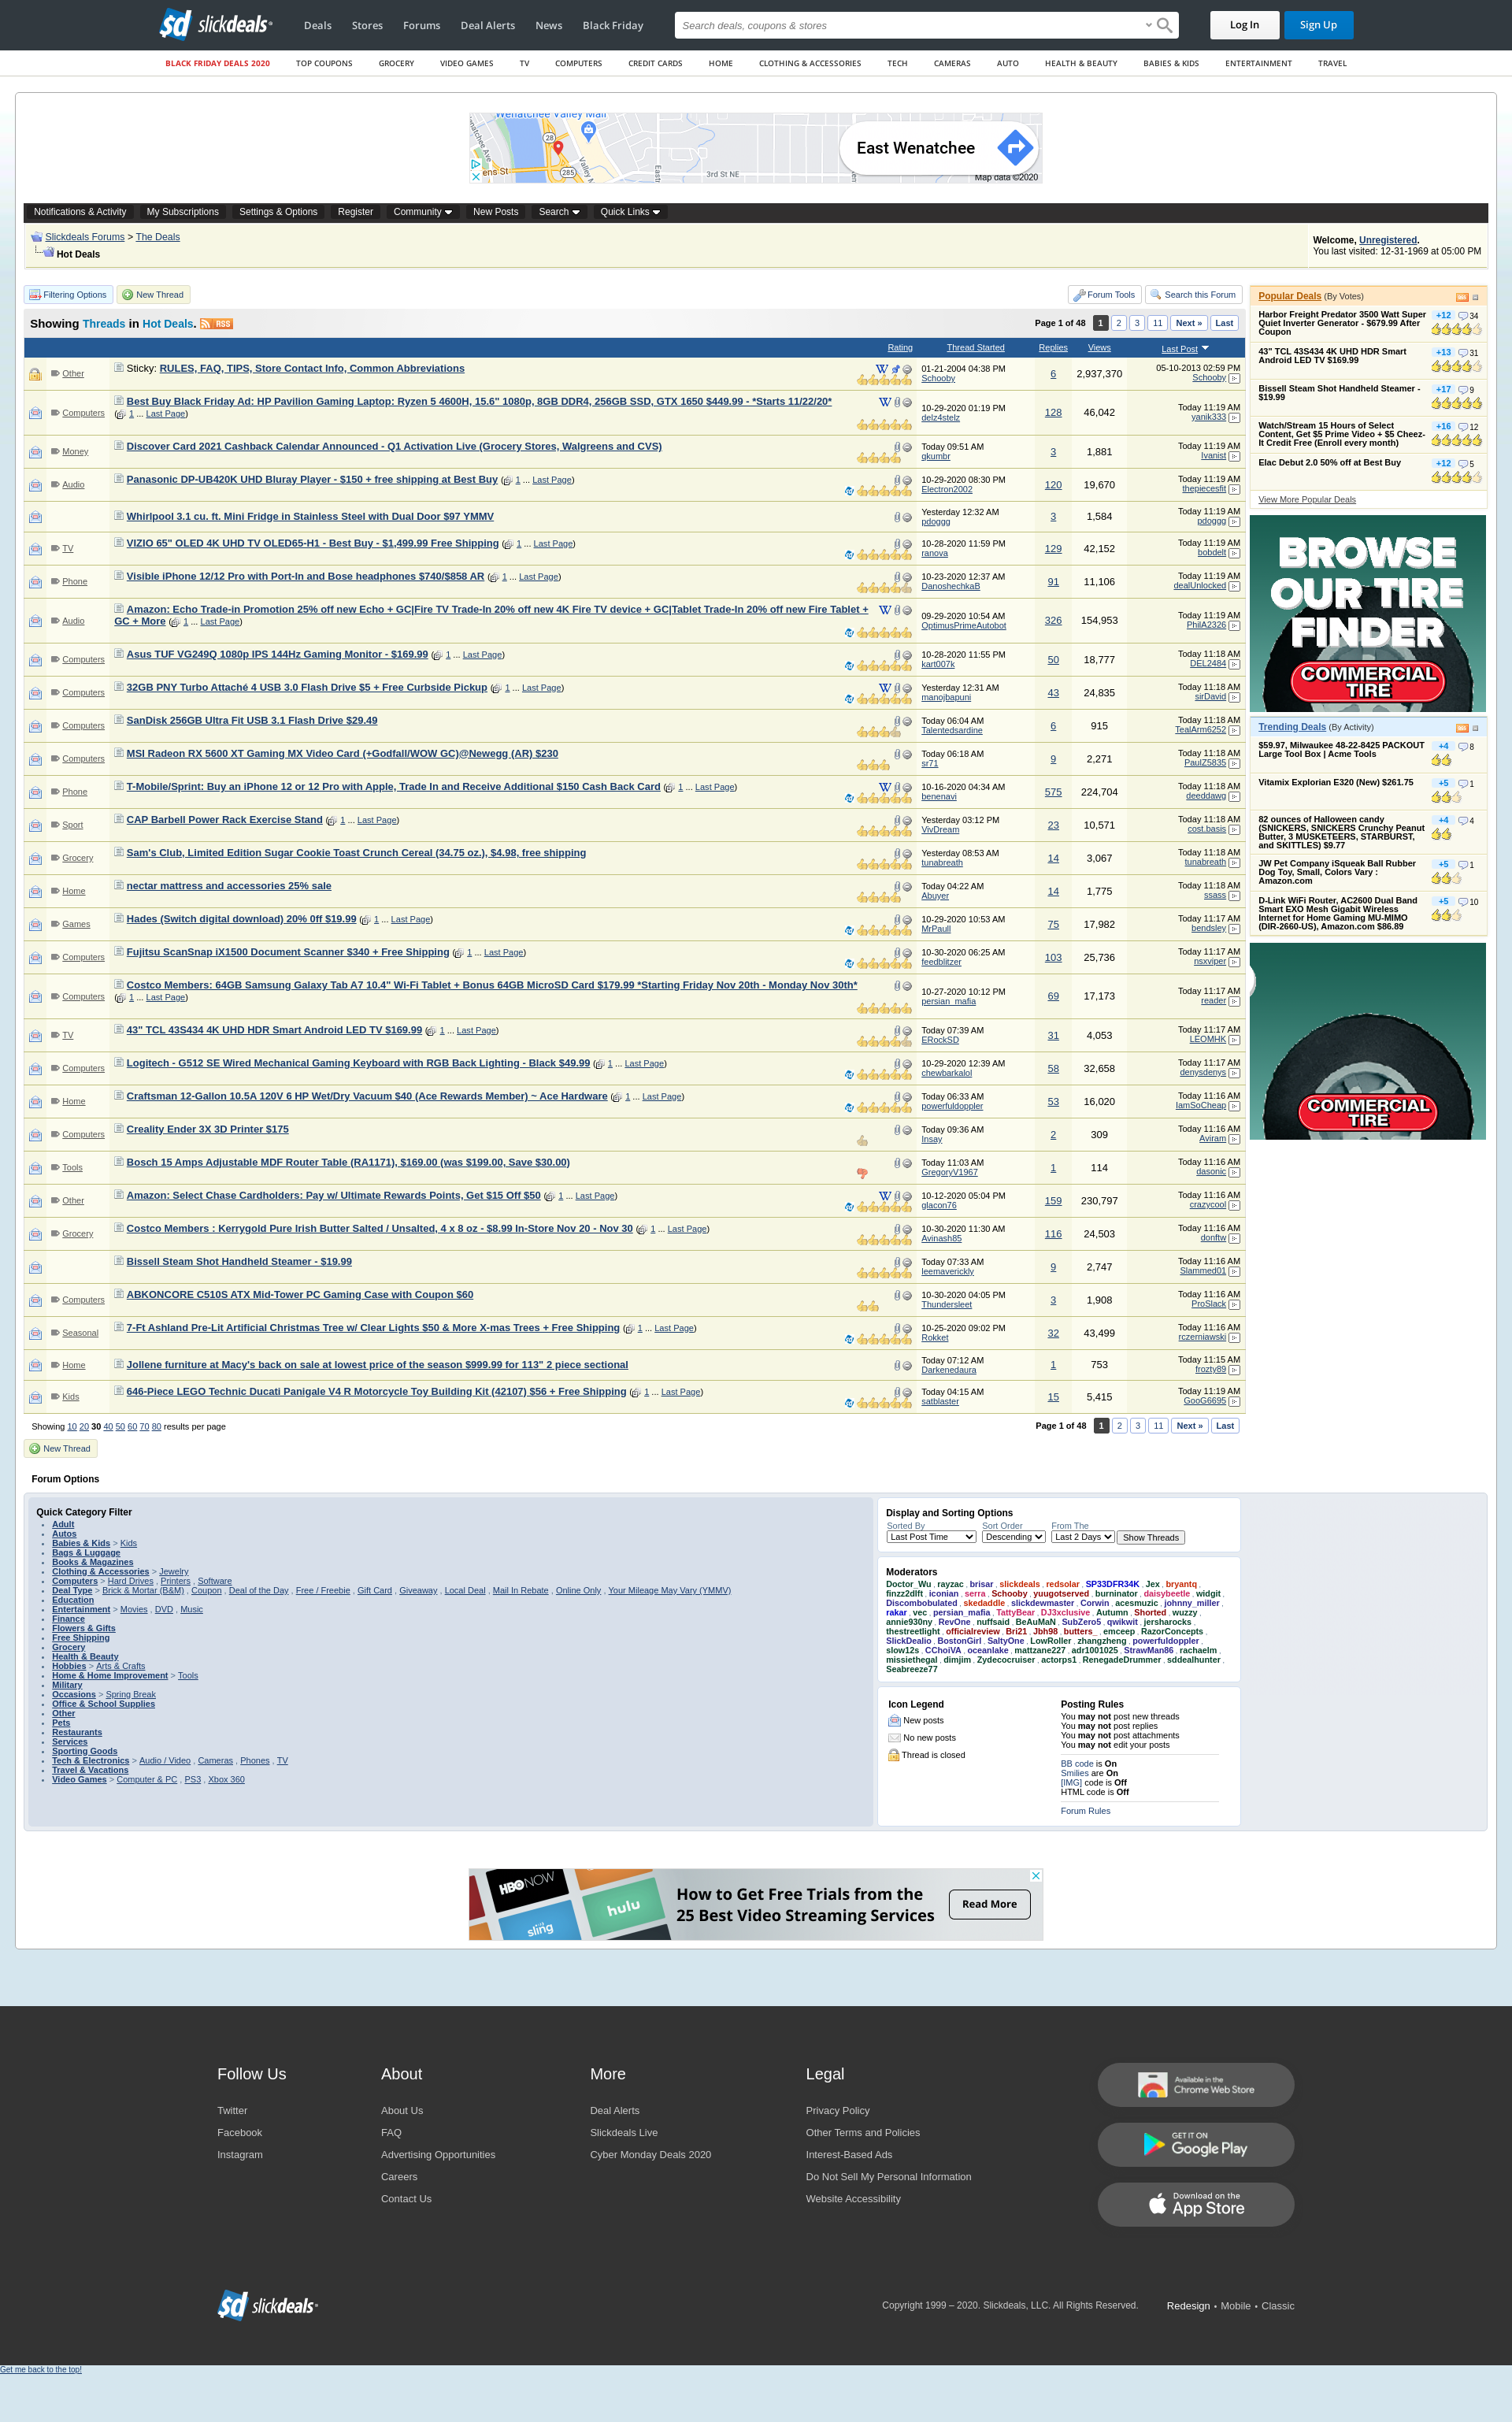 sd slickdeals
Deals Stores Forums Deal Alerts News Black Friday
Search deals, coupons & stores
Log In Sign Up
BLACK FRIDAY DEALS 2020 TOP COUPONS GROCERY VIDEO GAMES TV COMPUTERS CREDIT CARDS HOME CLOTHING & ACCESSORIES TECH CAMERAS AUTO HEALTH & BEAUTY BABIES & KIDS ENTERTAINMENT TRAVEL
Wenatchee Valley Mall
East Wenatchee
3rd St NE
Map data ©2020
Notifications & Activity My Subscriptions Settings & Options Register Community New Posts Search Quick Links
Slickdeals Forums > The Deals
Hot Deals
Welcome, Unregistered.
You last visited: 12-31-1969 at 05:00 PM
Filtering Options New Thread Forum Tools Search this Forum
Showing Threads in Hot Deals. RSS
Page 1 of 48 1 2 3 11 Next » Last
Rating Thread Started Replies Views Last Post
Other Sticky: RULES, FAQ, TIPS, Store Contact Info, Common Abbreviations 01-21-2004 04:38 PM Schooby 6 2,937,370 05-10-2013 02:59 PM Schooby
Computers Best Buy Black Friday Ad: HP Pavilion Gaming Laptop: Ryzen 5 4600H, 15.6" 1080p, 8GB DDR4, 256GB SSD, GTX 1650 $449.99 - *Starts 11/22/20* ( 1 ... Last Page) 10-29-2020 01:19 PM delz4stelz 128 46,042 Today 11:19 AM yanik333
Money Discover Card 2021 Cashback Calendar Announced - Q1 Activation Live (Grocery Stores, Walgreens and CVS) Today 09:51 AM qkumbr 3 1,881 Today 11:19 AM Ivanist
Audio Panasonic DP-UB420K UHD Bluray Player - $150 + free shipping at Best Buy ( 1 ... Last Page) 10-29-2020 08:30 PM Electron2002 120 19,670 Today 11:19 AM thepiecesfit
Whirlpool 3.1 cu. ft. Mini Fridge in Stainless Steel with Dual Door $97 YMMV Yesterday 12:32 AM pdoggg 3 1,584 Today 11:19 AM pdoggg
TV VIZIO 65" OLED 4K UHD TV OLED65-H1 - Best Buy - $1,499.99 Free Shipping ( 1 ... Last Page) 10-28-2020 11:59 PM ranova 129 42,152 Today 11:19 AM bobdelt
Phone Visible iPhone 12/12 Pro with Port-In and Bose headphones $740/$858 AR ( 1 ... Last Page) 10-23-2020 12:37 AM DanoshechkaB 91 11,106 Today 11:19 AM dealUnlocked
Audio Amazon: Echo Trade-in Promotion 25% off new Echo + GC|Fire TV Trade-In 20% off new 4K Fire TV device + GC|Tablet Trade-In 20% off new Fire Tablet + GC + More ( 1 ... Last Page) 09-29-2020 10:54 AM OptimusPrimeAutobot 326 154,953 Today 11:19 AM PhilA2326
Computers Asus TUF VG249Q 1080p IPS 144Hz Gaming Monitor - $169.99 ( 1 ... Last Page) 10-28-2020 11:55 PM kart007k 50 18,777 Today 11:18 AM DEL2484
Computers 32GB PNY Turbo Attaché 4 USB 3.0 Flash Drive $5 + Free Curbside Pickup ( 1 ... Last Page) Yesterday 12:31 AM manojbapuni 43 24,835 Today 11:18 AM sirDavid
Computers SanDisk 256GB Ultra Fit USB 3.1 Flash Drive $29.49 Today 06:04 AM Talentedsardine 6 915 Today 11:18 AM TealArm6252
Computers MSI Radeon RX 5600 XT Gaming MX Video Card (+Godfall/WOW GC)@Newegg (AR) $230 Today 06:18 AM sr71 9 2,271 Today 11:18 AM PaulZ5835
Phone T-Mobile/Sprint: Buy an iPhone 12 or 12 Pro with Apple, Trade In and Receive Additional $150 Cash Back Card ( 1 ... Last Page) 10-16-2020 04:34 AM benenavi 575 224,704 Today 11:18 AM deeddawg
Sport CAP Barbell Power Rack Exercise Stand ( 1 ... Last Page) Yesterday 03:12 PM VivDream 23 10,571 Today 11:18 AM cost.basis
Grocery Sam's Club, Limited Edition Sugar Cookie Toast Crunch Cereal (34.75 oz.), $4.98, free shipping Yesterday 08:53 AM tunabreath 14 3,067 Today 11:18 AM tunabreath
Home nectar mattress and accessories 25% sale Today 04:22 AM Abuyer 14 1,775 Today 11:18 AM ssass
Games Hades (Switch digital download) 20% 0ff $19.99 ( 1 ... Last Page) 10-29-2020 10:53 AM MrPaull 75 17,982 Today 11:17 AM bendsley
Computers Fujitsu ScanSnap iX1500 Document Scanner $340 + Free Shipping ( 1 ... Last Page) 10-30-2020 06:25 AM feedblitzer 103 25,736 Today 11:17 AM nsxviper
Computers Costco Members: 64GB Samsung Galaxy Tab A7 10.4" Wi-Fi Tablet + Bonus 64GB MicroSD Card $179.99 *Starting Friday Nov 20th - Monday Nov 30th* ( 1 ... Last Page) 10-27-2020 10:12 PM persian_mafia 69 17,173 Today 11:17 AM reader
TV 43" TCL 43S434 4K UHD HDR Smart Android LED TV $169.99 ( 1 ... Last Page) Today 07:39 AM ERockSD 31 4,053 Today 11:17 AM LEOMHK
Computers Logitech - G512 SE Wired Mechanical Gaming Keyboard with RGB Back Lighting - Black $49.99 ( 1 ... Last Page) 10-29-2020 12:39 AM chewbarkalol 58 32,658 Today 11:17 AM denysdenys
Home Craftsman 12-Gallon 10.5A 120V 6 HP Wet/Dry Vacuum $40 (Ace Rewards Member) ~ Ace Hardware ( 1 ... Last Page) Today 06:33 AM powerfuldoppler 53 16,020 Today 11:16 AM IamSoCheap
Computers Creality Ender 3X 3D Printer $175 Today 09:36 AM Insay 2 309 Today 11:16 AM Aviram
Tools Bosch 15 Amps Adjustable MDF Router Table (RA1171), $169.00 (was $199.00, Save $30.00) Today 11:03 AM GregoryV1967 1 114 Today 11:16 AM dasonic
Other Amazon: Select Chase Cardholders: Pay w/ Ultimate Rewards Points, Get $15 Off $50 ( 1 ... Last Page) 10-12-2020 05:04 PM glacon76 159 230,797 Today 11:16 AM crazycool
Grocery Costco Members : Kerrygold Pure Irish Butter Salted / Unsalted, 4 x 8 oz - $8.99 In-Store Nov 20 - Nov 30 ( 1 ... Last Page) 10-30-2020 11:30 AM Avinash85 116 24,503 Today 11:16 AM donftw
Bissell Steam Shot Handheld Steamer - $19.99 Today 07:33 AM leemaverickly 9 2,747 Today 11:16 AM Slammed01
Computers ABKONCORE C510S ATX Mid-Tower PC Gaming Case with Coupon $60 10-30-2020 04:05 PM Thundersleet 3 1,908 Today 11:16 AM ProSlack
Seasonal 7-Ft Ashland Pre-Lit Artificial Christmas Tree w/ Clear Lights $50 & More X-mas Trees + Free Shipping ( 1 ... Last Page) 10-25-2020 09:02 PM Rokket 32 43,499 Today 11:16 AM rczerniawski
Home Jollene furniture at Macy's back on sale at lowest price of the season $999.99 for 113" 2 piece sectional Today 07:12 AM Darkenedaura 1 753 Today 11:15 AM frozty89
Kids 646-Piece LEGO Technic Ducati Panigale V4 R Motorcycle Toy Building Kit (42107) $56 + Free Shipping ( 1 ... Last Page) Today 04:15 AM satblaster 15 5,415 Today 11:19 AM GooG6695
Showing 10 20 30 40 50 60 70 80 results per page
Page 1 of 48 1 2 3 11 Next » Last
New Thread
Popular Deals (By Votes)
Harbor Freight Predator 3500 Watt Super Quiet Inverter Generator - $679.99 After Coupon +12 34
43" TCL 43S434 4K UHD HDR Smart Android LED TV $169.99 +13 31
Bissell Steam Shot Handheld Steamer - $19.99 +17 9
Watch/Stream 15 Hours of Select Content, Get $5 Prime Video + $5 Cheez-It Credit Free (Enroll every month) +16 12
Elac Debut 2.0 50% off at Best Buy +12 5
View More Popular Deals
BROWSE
OUR TIRE
FINDER
COMMERCIAL
TIRE
Trending Deals (By Activity)
$59.97, Milwaukee 48-22-8425 PACKOUT Large Tool Box | Acme Tools +4 8
Vitamix Explorian E320 (New) $261.75 +5 1
82 ounces of Halloween candy (SNICKERS, SNICKERS Crunchy Peanut Butter, 3 MUSKETEERS, STARBURST, and SKITTLES) $9.77 +4 4
JW Pet Company iSqueak Ball Rubber Dog Toy, Small, Colors Vary : Amazon.com +5 1
D-Link WiFi Router, AC2600 Dual Band Smart EXO Mesh Gigabit Wireless Internet for Home Gaming MU-MIMO (DIR-2660-US), Amazon.com $86.89 +5 10
COMMERCIAL
TIRE
Forum Options
Quick Category Filter
Adult
Autos
Babies & Kids > Kids
Bags & Luggage
Books & Magazines
Clothing & Accessories > Jewelry
Computers > Hard Drives , Printers , Software
Deal Type > Brick & Mortar (B&M) , Coupon , Deal of the Day , Free / Freebie , Gift Card , Giveaway , Local Deal , Mail In Rebate , Online Only , Your Mileage May Vary (YMMV)
Education
Entertainment > Movies , DVD , Music
Finance
Flowers & Gifts
Free Shipping
Grocery
Health & Beauty
Hobbies > Arts & Crafts
Home & Home Improvement > Tools
Military
Occasions > Spring Break
Office & School Supplies
Other
Pets
Restaurants
Services
Sporting Goods
Tech & Electronics > Audio / Video , Cameras , Phones , TV
Travel & Vacations
Video Games > Computer & PC , PS3 , Xbox 360
Display and Sorting Options
Sorted By Sort Order From The
Last Post Time Descending Last 2 Days Show Threads
Moderators
Doctor_Wu , rayzac , brisar , slickdeals , redsolar , SP33DFR34K , Jex , bryantq ,
finzz2dlft , iconian , serra , Schooby , yuugotserved , burninator , daisybeetle , widgit ,
Discombobulated , skedaddle , slickdewmaster , Corwin , acesmuzic , johnny_miller ,
rakar , vec , persian_mafia , TattyBear , DJ3xclusive , Autumn , Shorted , wuzzy ,
annie930ny , RevOne , nuffsaid , BeAuMaN , SubZero5 , qwikwit , jersharocks ,
thestreetlight , officialreview , Bri21 , Jbh98 , butters_ , emceep , RazorConcepts ,
SlickDealio , BostonGirl , SaltyOne , LowRoller , zhangzheng , powerfuldoppler ,
slow12s , CChoiVA , oceanlake , mattzane227 , adr1001025 , StrawMan86 , rachaelm ,
missiethegal , dimjim , Zydecocruiser , actorps1 , RenegadeDrummer , sddealhunter ,
Seabreeze77
Icon Legend
New posts
No new posts
Thread is closed
Posting Rules
You may not post new threads
You may not post replies
You may not post attachments
You may not edit your posts
BB code is On
Smilies are On
[IMG] code is Off
HTML code is Off
Forum Rules
HBO NOW
sling
hulu
How to Get Free Trials from the
25 Best Video Streaming Services
Read More
Follow Us
Twitter
Facebook
Instagram
About
About Us
FAQ
Advertising Opportunities
Careers
Contact Us
More
Deal Alerts
Slickdeals Live
Cyber Monday Deals 2020
Legal
Privacy Policy
Other Terms and Policies
Interest-Based Ads
Do Not Sell My Personal Information
Website Accessibility
Available in the
Chrome Web Store
GET IT ON
Google Play
Download on the
App Store
sd slickdeals
Copyright 1999 – 2020. Slickdeals, LLC. All Rights Reserved. Redesign • Mobile • Classic
Get me back to the top!